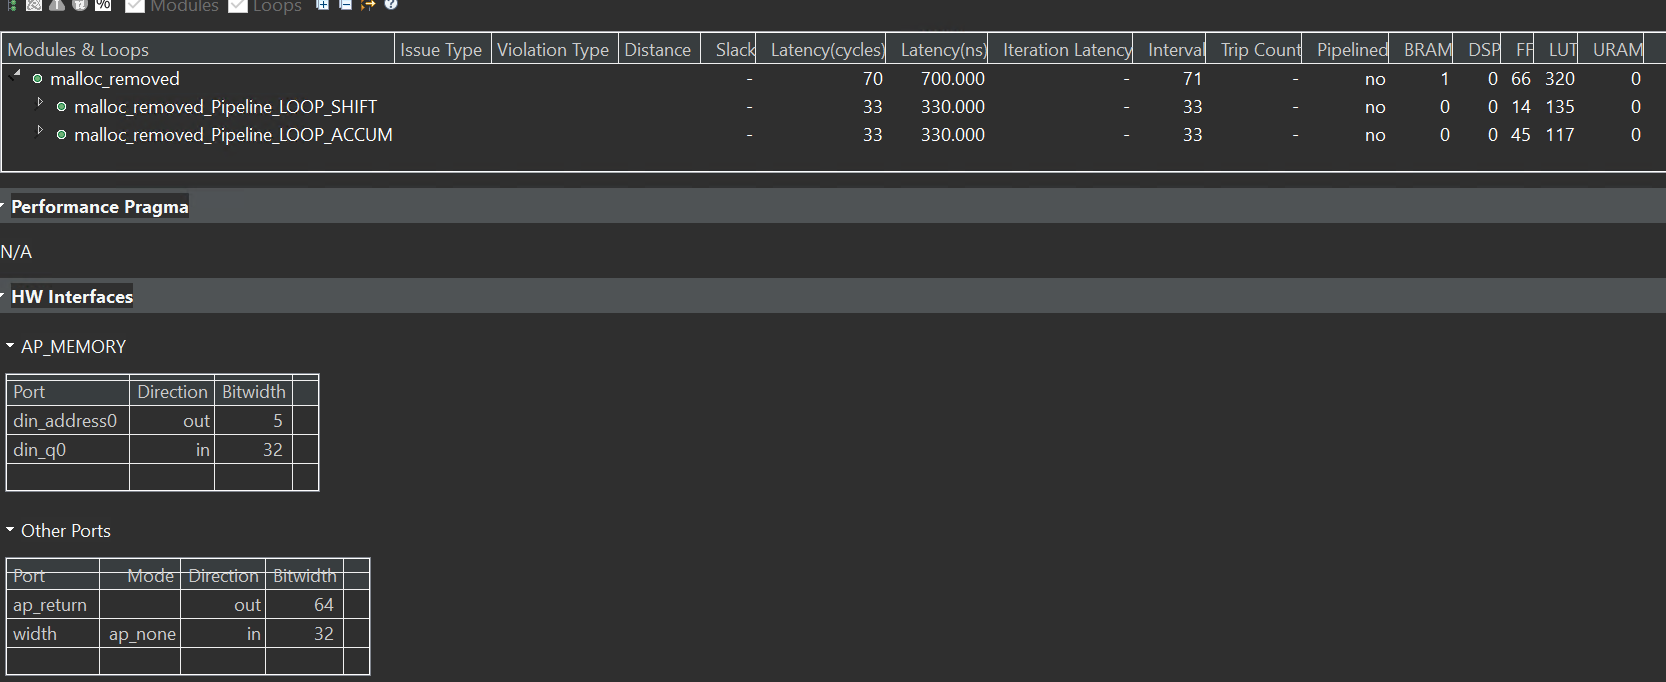 % Modules Loops
Modules & Loops Issue Type Violation Type Distance Slack Latency(cycles) Latency(ns) Iteration Latency Interval Trip Count Pipelined BRAM DSP FF LUT URAM
malloc_removed - 70 700.000 - 71 - no 1 0 66 320 0
malloc_removed_Pipeline_LOOP_SHIFT - 33 330.000 - 33 - no 0 0 14 135 0
malloc_removed_Pipeline_LOOP_ACCUM - 33 330.000 - 33 - no 0 0 45 117 0
Performance Pragma
N/A
HW Interfaces
AP_MEMORY
Port Direction Bitwidth
din_address0 out 5
din_q0 in 32
Other Ports
Port Mode Direction Bitwidth
ap_return out 64
width ap_none in 32